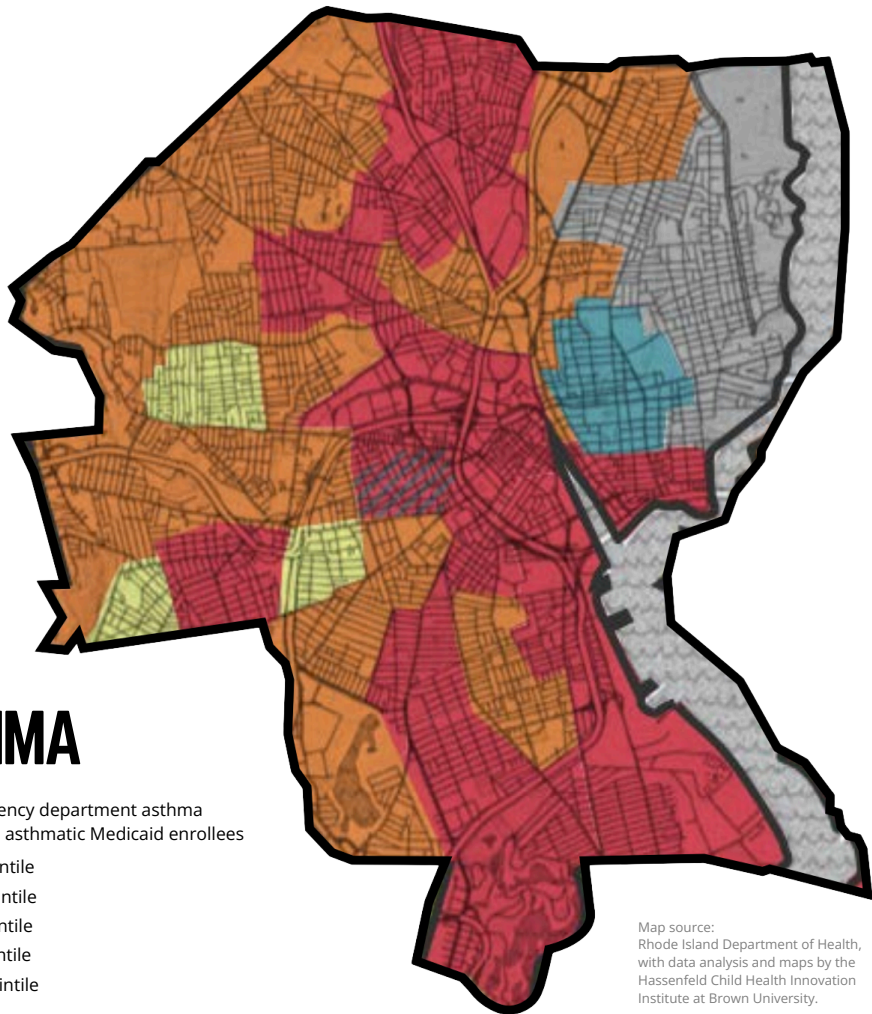 HMA
ency department asthma
asthmatic Medicaid enrollees
ntile
ntile
ntile
ntile
intile
Map source:
Rhode Island Department of Health,
with data analysis and maps by the
Hassenfeld Child Health Innovation
Institute at Brown University.